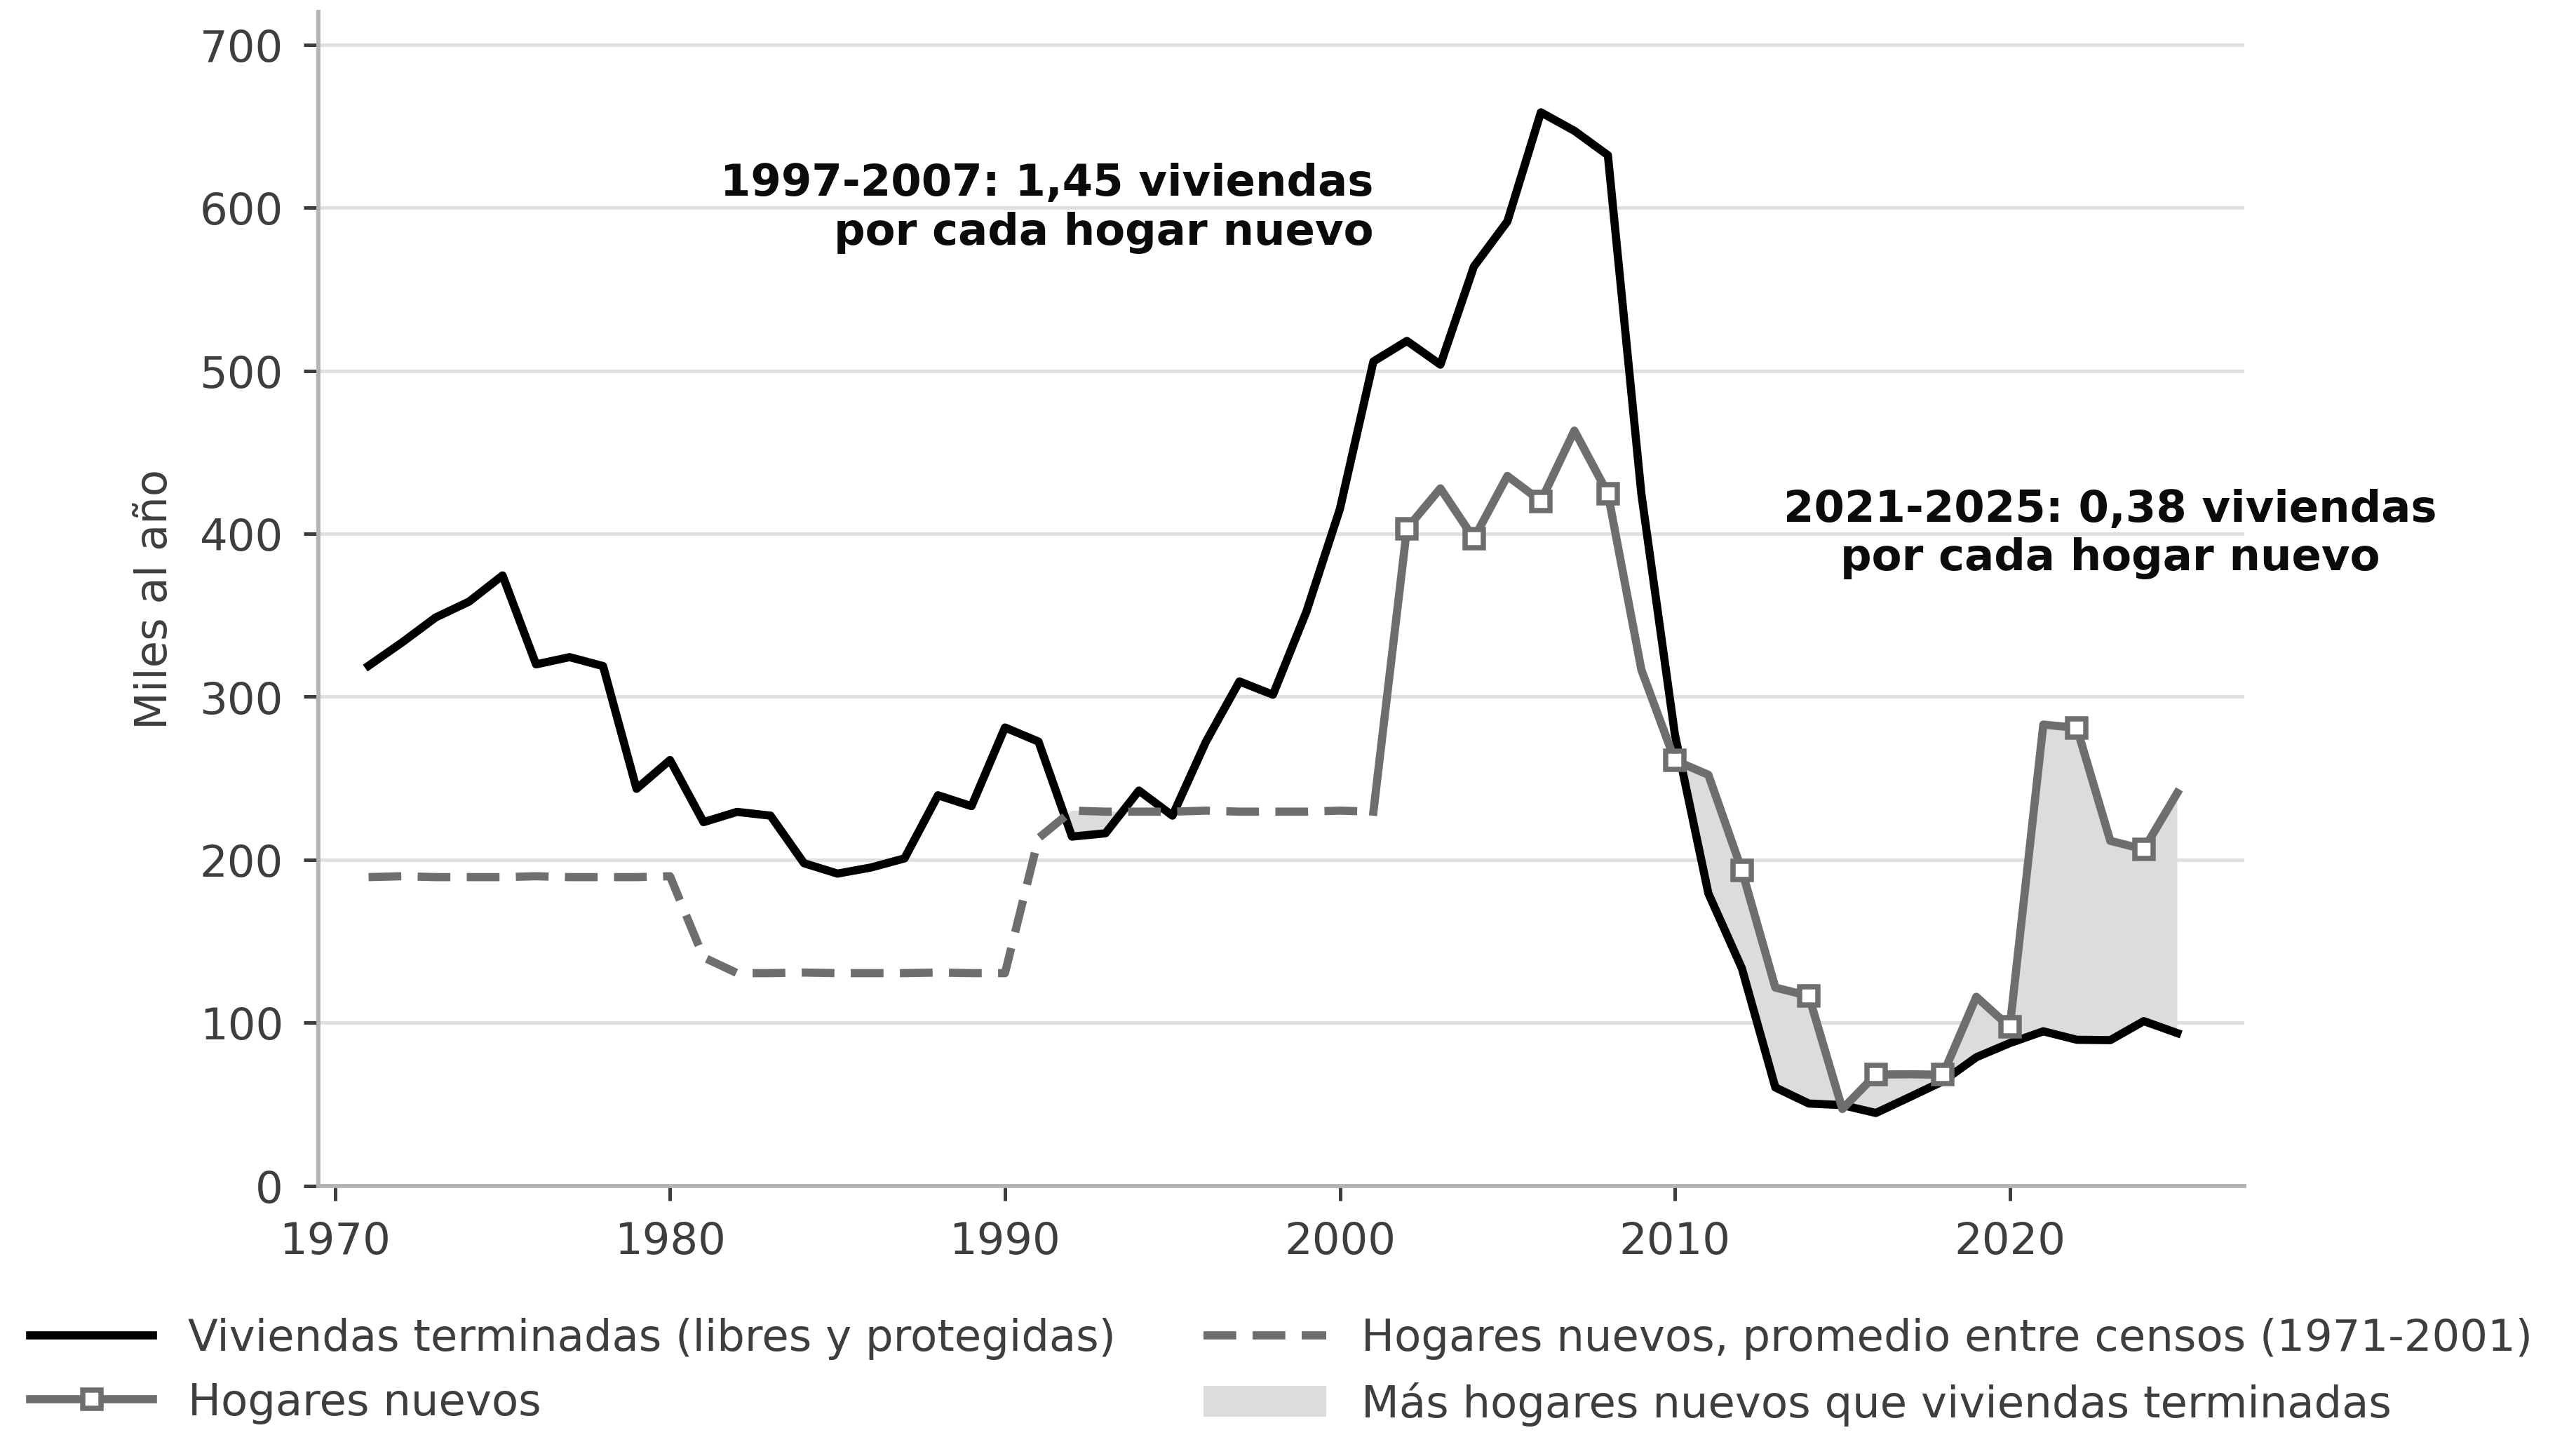 700
600
500
400
300
200
100
0
Miles al año
1997-2007: 1,45 viviendas
por cada hogar nuevo
2021-2025: 0,38 viviendas
por cada hogar nuevo
1970 1980 1990 2000 2010 2020
Viviendas terminadas (libres y protegidas)
Hogares nuevos
Hogares nuevos, promedio entre censos (1971-2001)
Más hogares nuevos que viviendas terminadas